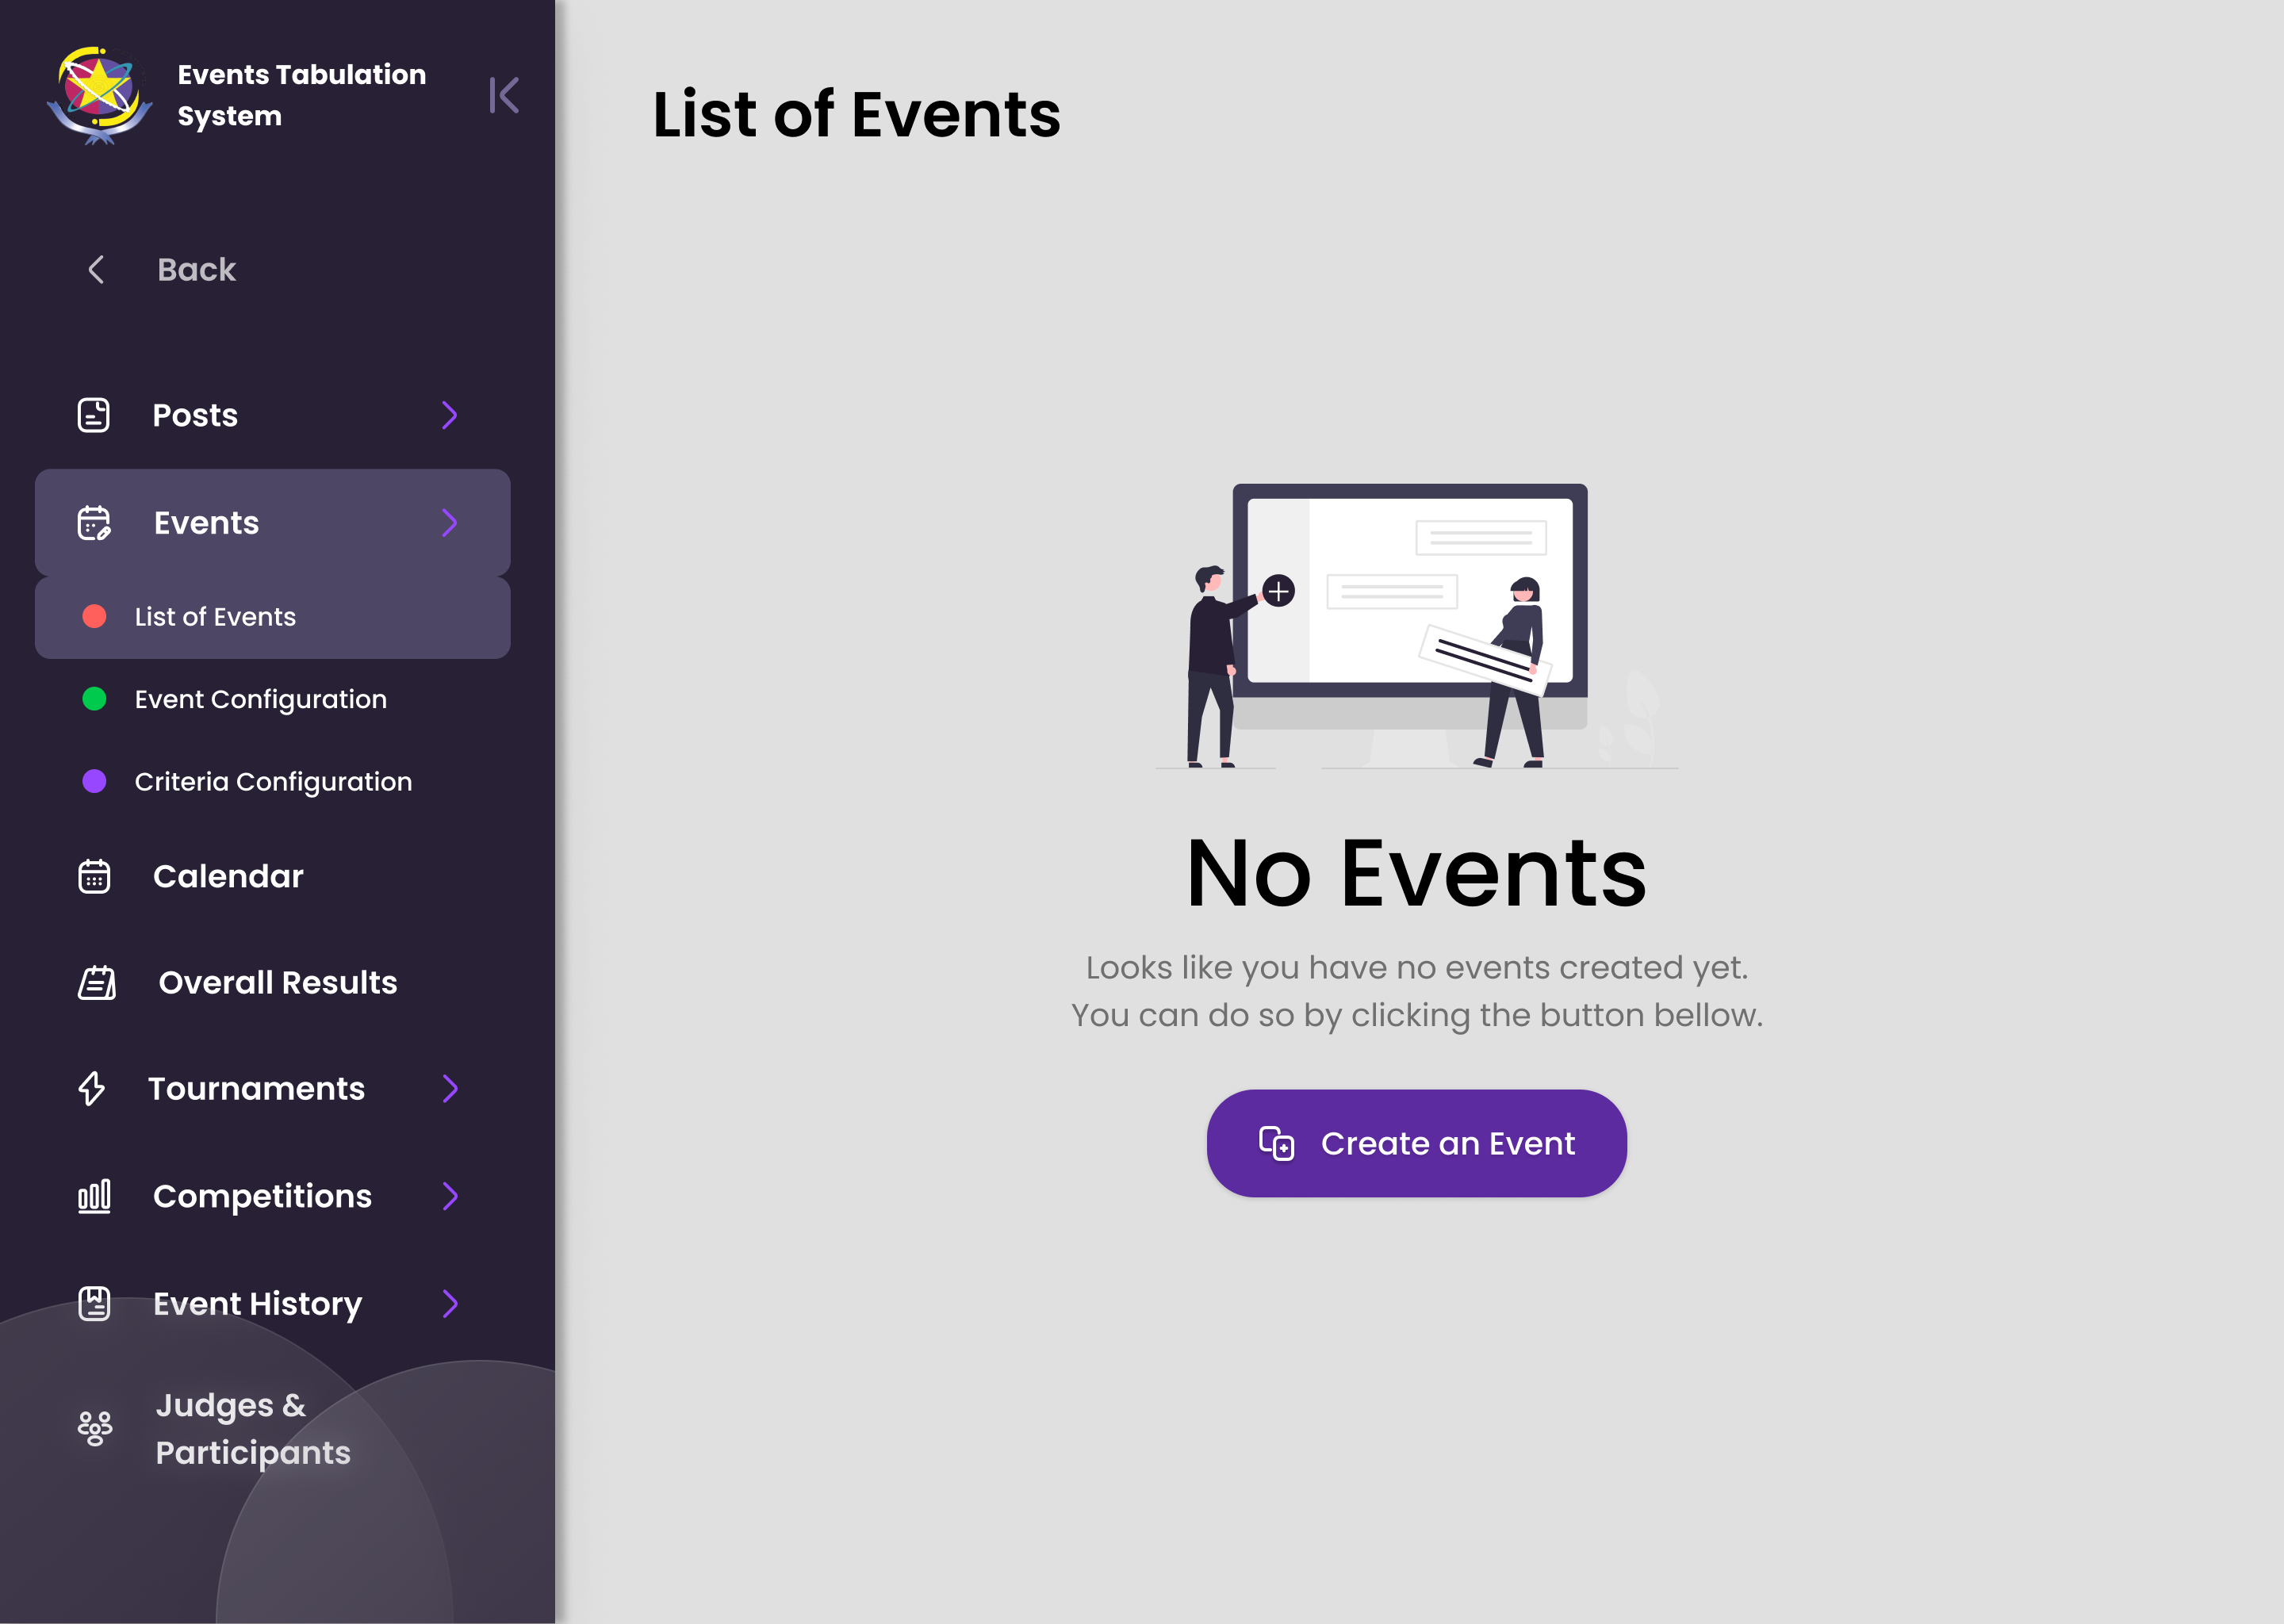 Events Tabulation
System
Back
Posts
Events
List of Events
Event Configuration
Criteria Configuration
Calendar
Overall Results
Tournaments
Competitions
Event History
Judges &
Participants
List of Events
No Events
Looks like you have no events created yet.
You can do so by clicking the button bellow.
Create an Event